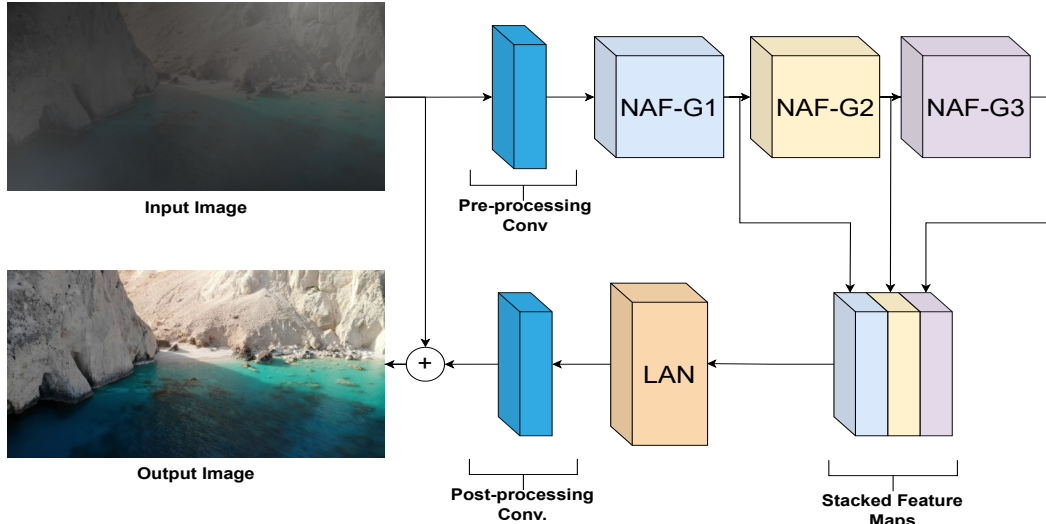 NAF-G1
NAF-G2
NAF-G3
Input Image
Pre-processing
Conv
+
LAN
Output Image
Post-processing
Conv.
Stacked Feature
Maps